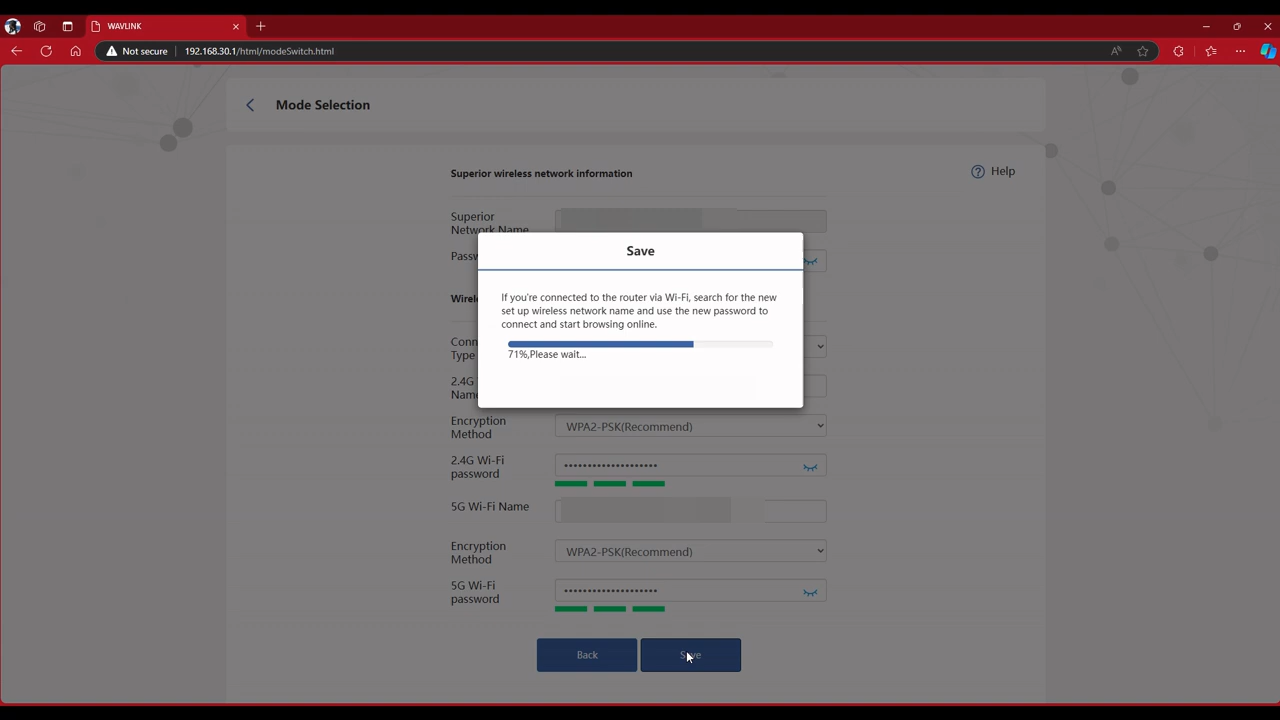 WAVLINK
Not secure
192.168.30.1/html/modeSwitch.html
Mode Selection
Superior wireless network information
Help
Superior
Network Name
Save
If you're connected to the router via Wi-Fi, search for the new
set up wireless network name and use the new password to
connect and start browsing online.
71%,Please wait...
Type
2.4G
Encryption
Method
WPA2-PSK(Recommend)
2.4G Wi-Fi
password
5G Wi-Fi Name
Encryption
Method
WPA2-PSK(Recommend)
5G Wi-Fi
password
Back
Save